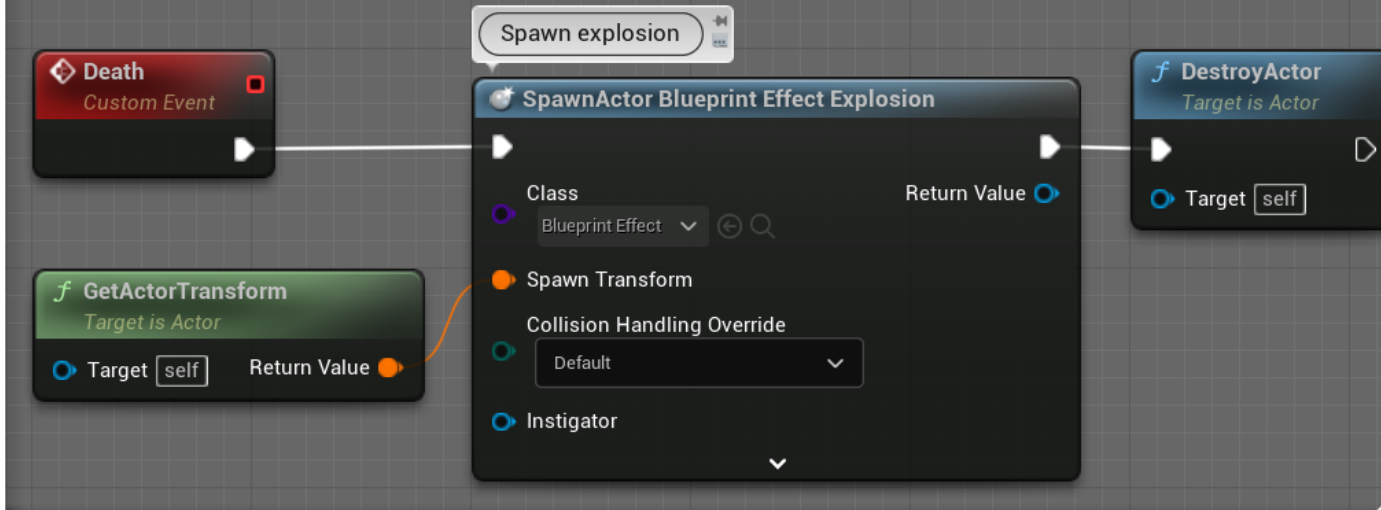 Spawn explosion
Death
Custom Event
SpawnActor Blueprint Effect Explosion
Class
Blueprint Effect
Return Value
Spawn Transform
Collision Handling Override
Default
Instigator
f GetActorTransform
Target is Actor
Target self
Return Value
f DestroyActor
Target is Actor
Target self